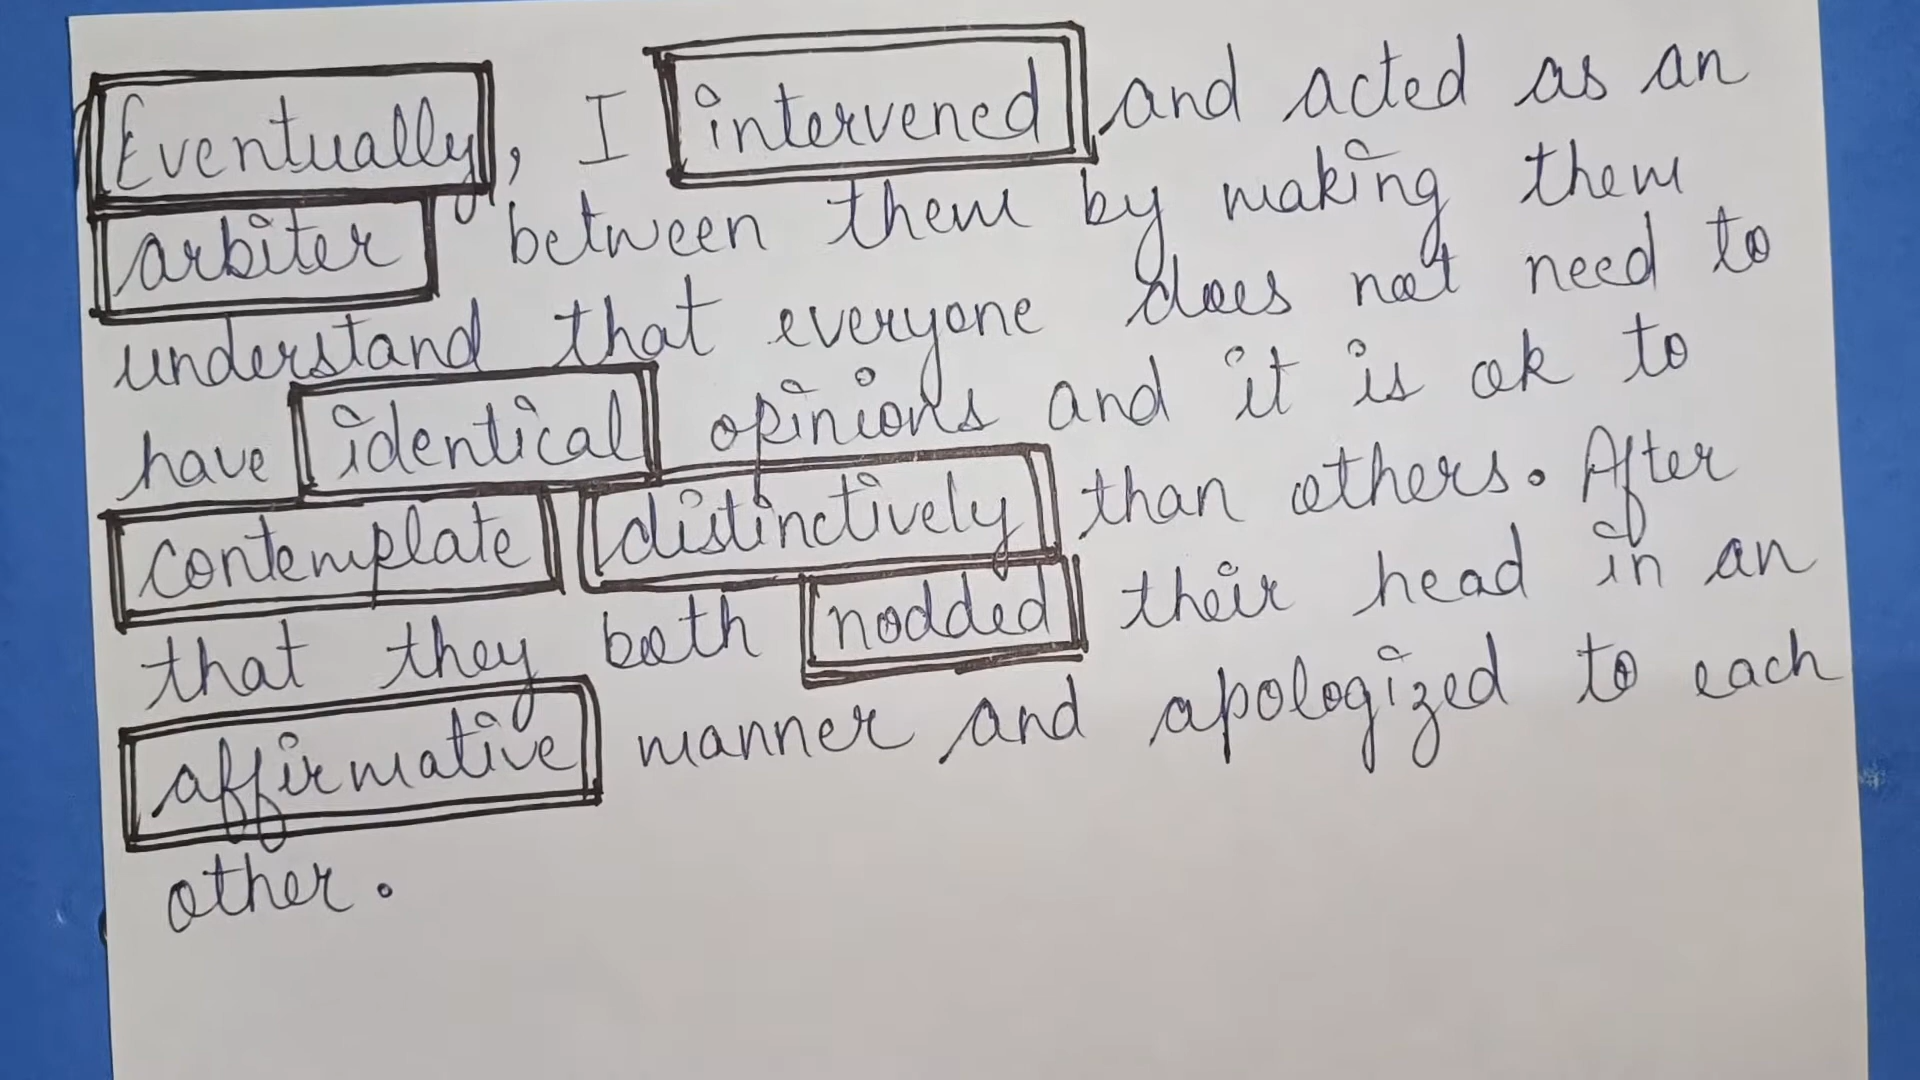 Eventually, I intervened and acted as an
arbiter between them by making them
understand that everyone does not need to
have identical opinions and it is ok to
contemplate distinctively than others. After
that they both nodded their head in an
affirmative manner and apologized to each
other.